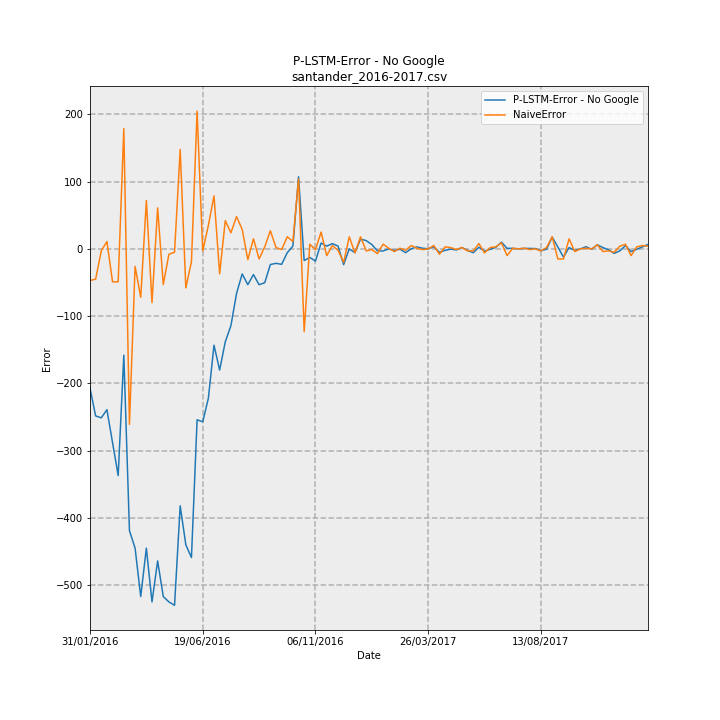 P-LSTM-Error - No Google
santander_2016-2017.csv
P-LSTM-Error - No Google
NaiveError
200
100
0
−100
−200
−300
−400
−500
Error
31/01/2016
19/06/2016
06/11/2016
26/03/2017
13/08/2017
Date